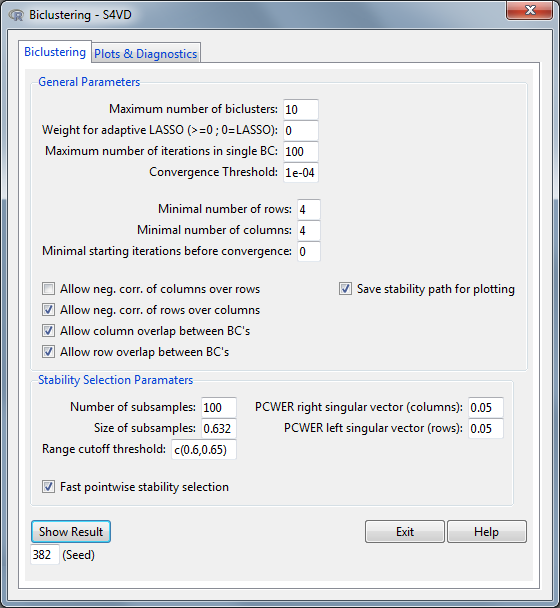 Biclustering - S4VD
Biclustering Plots & Diagnostics
General Parameters
Maximum number of biclusters: 10
Weight for adaptive LASSO (>=0 ; 0=LASSO): 0
Maximum number of iterations in single BC: 100
Convergence Threshold: 1e-04
Minimal number of rows: 4
Minimal number of columns: 4
Minimal starting iterations before convergence: 0
Allow neg. corr. of columns over rows Save stability path for plotting
Allow neg. corr. of rows over columns
Allow column overlap between BC's
Allow row overlap between BC's
Stability Selection Paramaters
Number of subsamples: 100 PCWER right singular vector (columns): 0.05
Size of subsamples: 0.632 PCWER left singular vector (rows): 0.05
Range cutoff threshold: c(0.6,0.65)
Fast pointwise stability selection
Show Result Exit Help
382 (Seed)